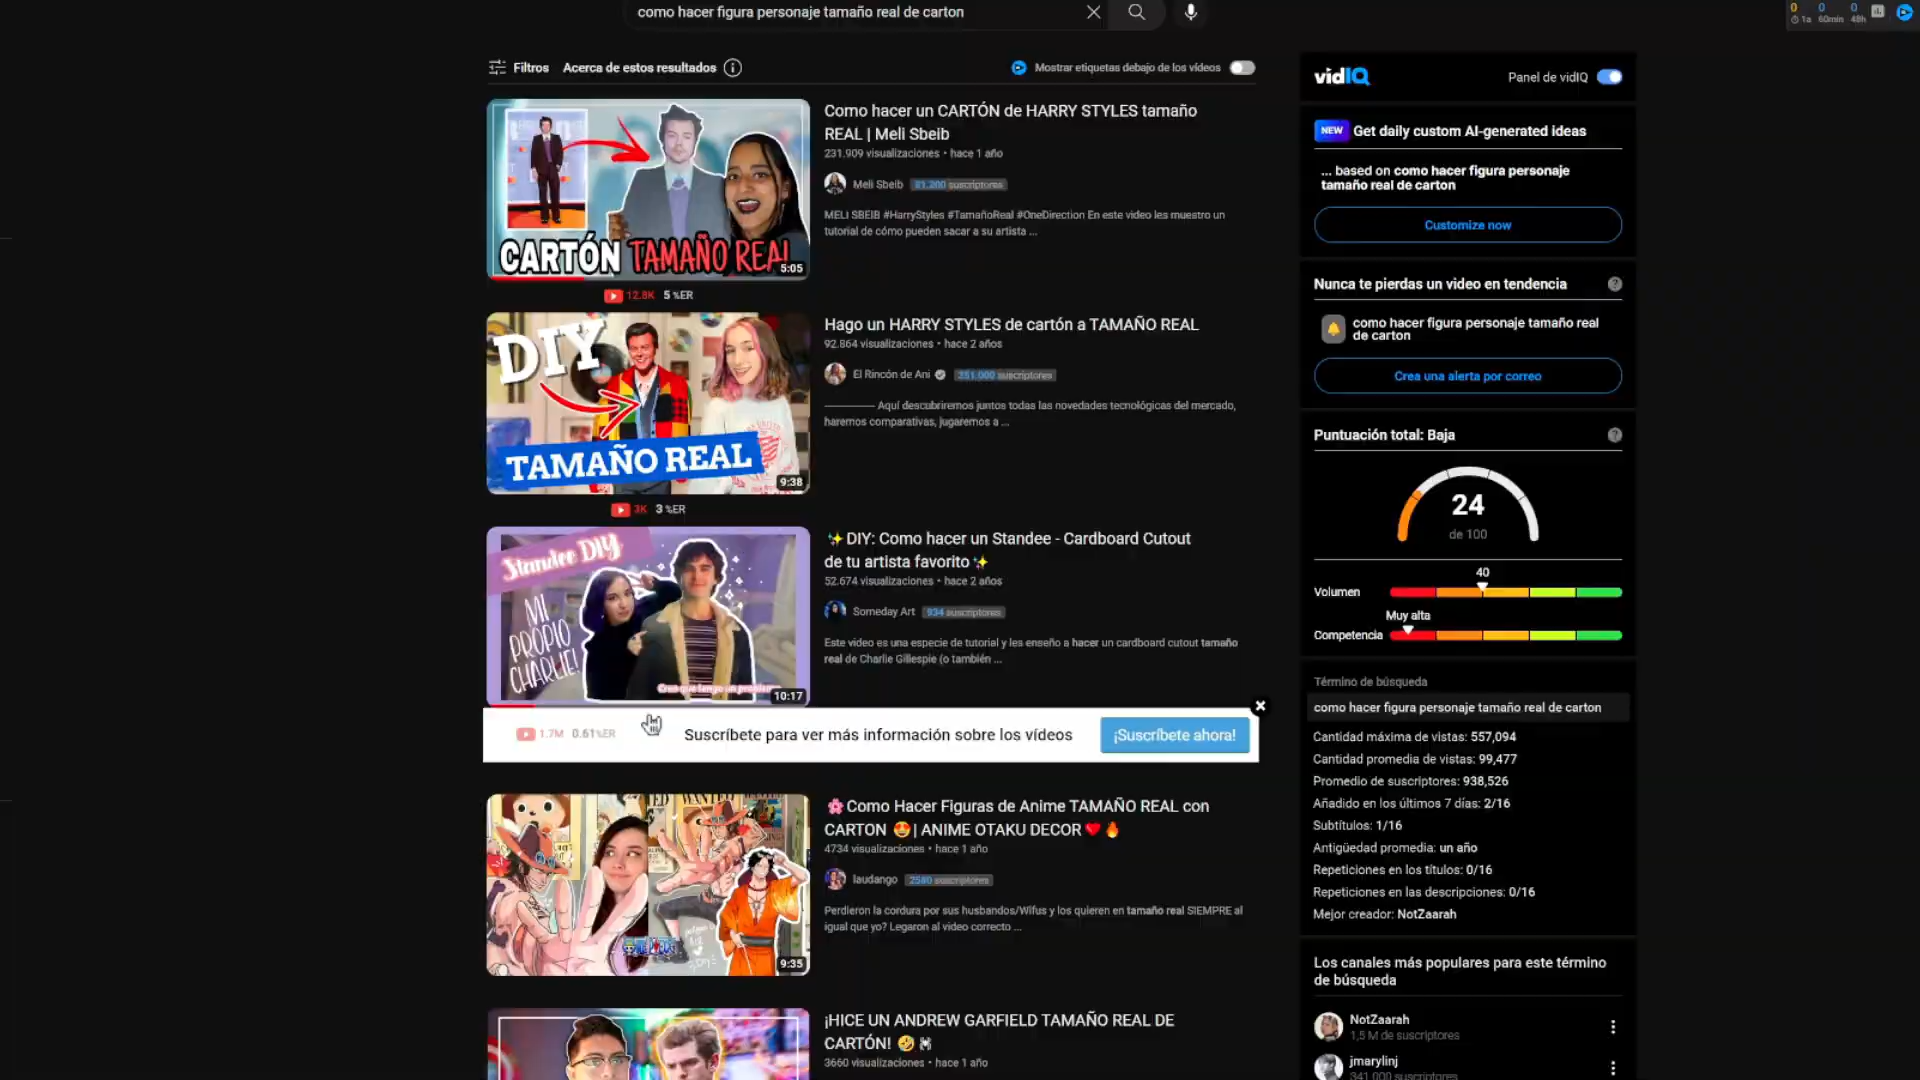 como hacer figura personaje tamaño real de carton
0 0 0
1a 60min 48h
Filtros Acerca de estos resultados
Mostrar etiquetas debajo de los vídeos
CARTÓN TAMAÑO REAL
5:05
12.8K 5 %ER
Como hacer un CARTÓN de HARRY STYLES tamaño
REAL | Meli Sbeib
231.909 visualizaciones • hace 1 año
Meli Sbeib 81.200 suscriptores
MELI SBEIB #HarryStyles #TamañoReal #OneDirection En este video les muestro un
tutorial de cómo pueden sacar a su artista ...
DIY
TAMAÑO REAL
9:38
3K 3 %ER
Hago un HARRY STYLES de cartón a TAMAÑO REAL
92.864 visualizaciones • hace 2 años
El Rincón de Ani 251.000 suscriptores
Aquí descubriremos juntos todas las novedades tecnológicas del mercado,
haremos comparativas, jugaremos a ...
Standee DIY
MI
PROPIO
CHARLIE!
Creo que tengo un problema
10:17
✨DIY: Como hacer un Standee - Cardboard Cutout
de tu artista favorito✨
52.674 visualizaciones • hace 2 años
Someday Art 934 suscriptores
Este video es una especie de tutorial y les enseño a hacer un cardboard cutout tamaño
real de Charlie Gillespie (o también ...
1.7M 0.61%ER
Suscríbete para ver más información sobre los vídeos
¡Suscríbete ahora!
9:35
🌸Como Hacer Figuras de Anime TAMAÑO REAL con
CARTON 😍| ANIME OTAKU DECOR❤️🔥
4734 visualizaciones • hace 1 año
laudango 2580 suscriptores
Perdieron la cordura por sus husbandos/Wifus y los quieren en tamaño real SIEMPRE al
igual que yo? Legaron al video correcto ...
¡HICE UN ANDREW GARFIELD TAMAÑO REAL DE
CARTÓN! 🤣🕷
3660 visualizaciones • hace 1 año
vidIQ
Panel de vidIQ
NEW Get daily custom AI-generated ideas
... based on como hacer figura personaje
tamaño real de carton
Customize now
Nunca te pierdas un video en tendencia
como hacer figura personaje tamaño real
de carton
Crea una alerta por correo
Puntuación total: Baja
24
de 100
40
Volumen
Muy alta
Competencia
Término de búsqueda
como hacer figura personaje tamaño real de carton
Cantidad máxima de vistas: 557,094
Cantidad promedia de vistas: 99,477
Promedio de suscriptores: 938,526
Añadido en los últimos 7 días: 2/16
Subtítulos: 1/16
Antigüedad promedia: un año
Repeticiones en los títulos: 0/16
Repeticiones en las descripciones: 0/16
Mejor creador: NotZaarah
Los canales más populares para este término
de búsqueda
NotZaarah
1,5 M de suscriptores
jmarylinj
341.000 suscriptores